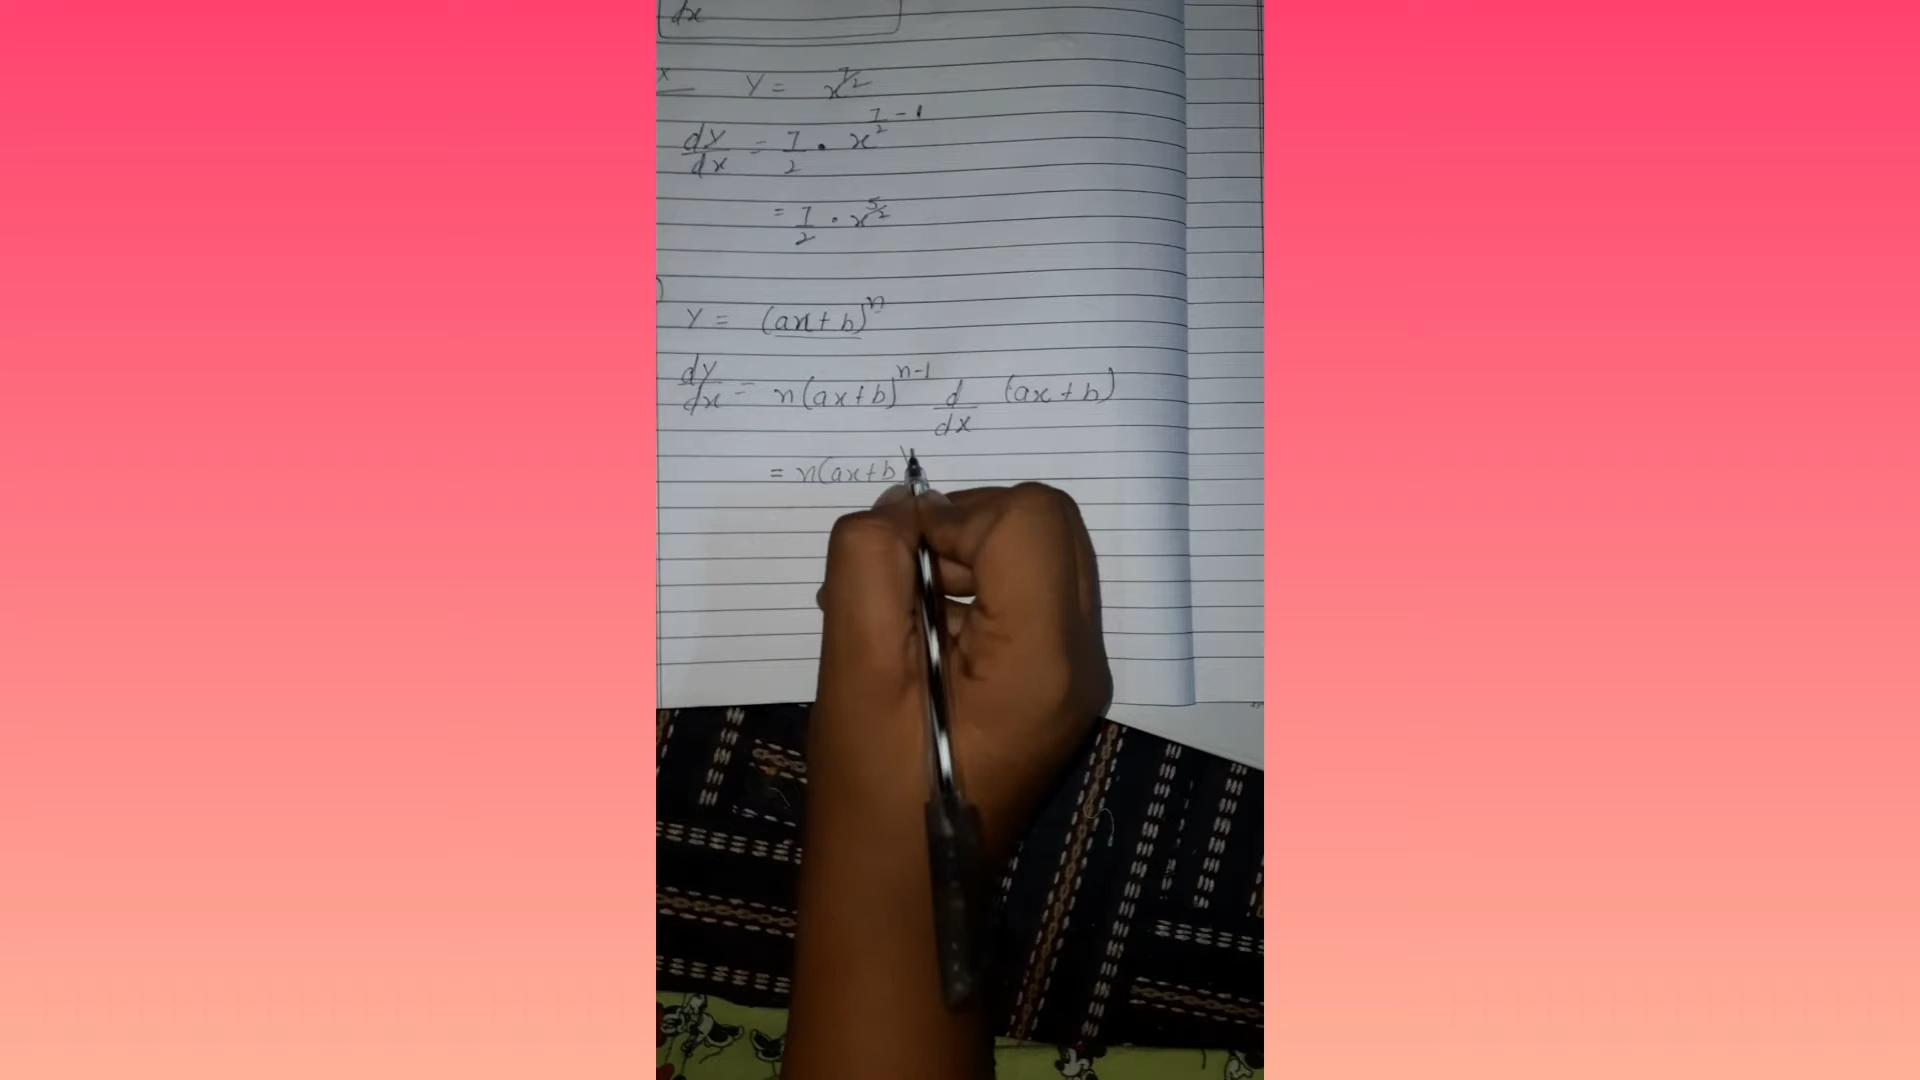 dx
x y = x^7/2
dy/dx = 7/2 . x^7/2 - 1
= 7/2 . x^5/2
) y = (ax + b)^n
dy/dx = n(ax+b)^n-1 d/dx (ax + b)
= n(ax+b)